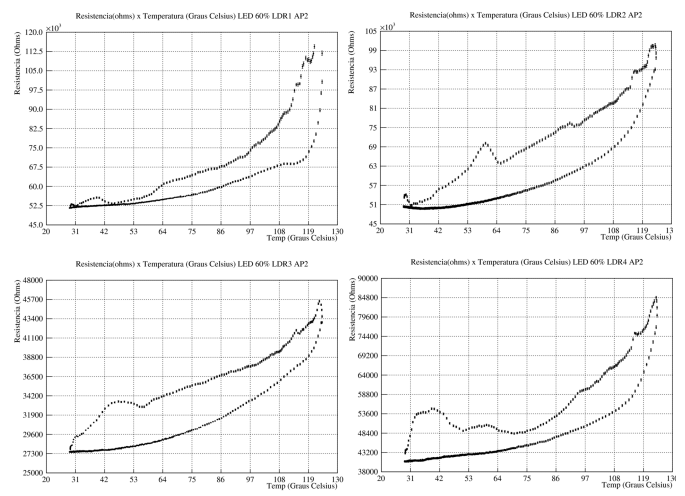 Resistencia(ohms) x Temperatura (Graus Celsius) LED 60% LDR1 AP2
×10³
Resistencia (Ohms)
120.0
112.5
105.0
97.5
90.0
82.5
75.0
67.5
60.0
52.5
45.0
20 31 42 53 64 75 86 97 108 119 130
Temp (Graus Celsius)
Resistencia(ohms) x Temperatura (Graus Celsius) LED 60% LDR2 AP2
×10³
Resistencia (Ohms)
105
99
93
87
81
75
69
63
57
51
45
20 31 42 53 64 75 86 97 108 119 130
Temp (Graus Celsius)
Resistencia(ohms) x Temperatura (Graus Celsius) LED 60% LDR3 AP2
Resistencia (Ohms)
48000
45700
43400
41100
38800
36500
34200
31900
29600
27300
25000
20 31 42 53 64 75 86 97 108 119 130
Temp (Graus Celsius)
Resistencia(ohms) x Temperatura (Graus Celsius) LED 60% LDR4 AP2
Resistencia (Ohms)
90000
84800
79600
74400
69200
64000
58800
53600
48400
43200
38000
20 31 42 53 64 75 86 97 108 119 130
Temp (Graus Celsius)